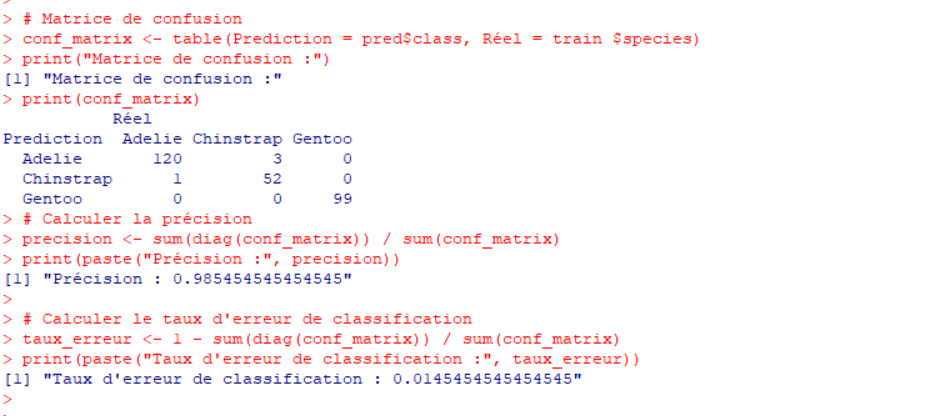 >
> # Matrice de confusion
> conf_matrix <- table(Prediction = pred$class, Réel = train $species)
> print("Matrice de confusion :")
[1] "Matrice de confusion :"
> print(conf_matrix)
           Réel
Prediction  Adelie Chinstrap Gentoo
  Adelie       120         3      0
  Chinstrap      1        52      0
  Gentoo         0         0     99
> # Calculer la précision
> precision <- sum(diag(conf_matrix)) / sum(conf_matrix)
> print(paste("Précision :", precision))
[1] "Précision : 0.985454545454545"
>
> # Calculer le taux d'erreur de classification
> taux_erreur <- 1 - sum(diag(conf_matrix)) / sum(conf_matrix)
> print(paste("Taux d'erreur de classification :", taux_erreur))
[1] "Taux d'erreur de classification : 0.0145454545454545"
>